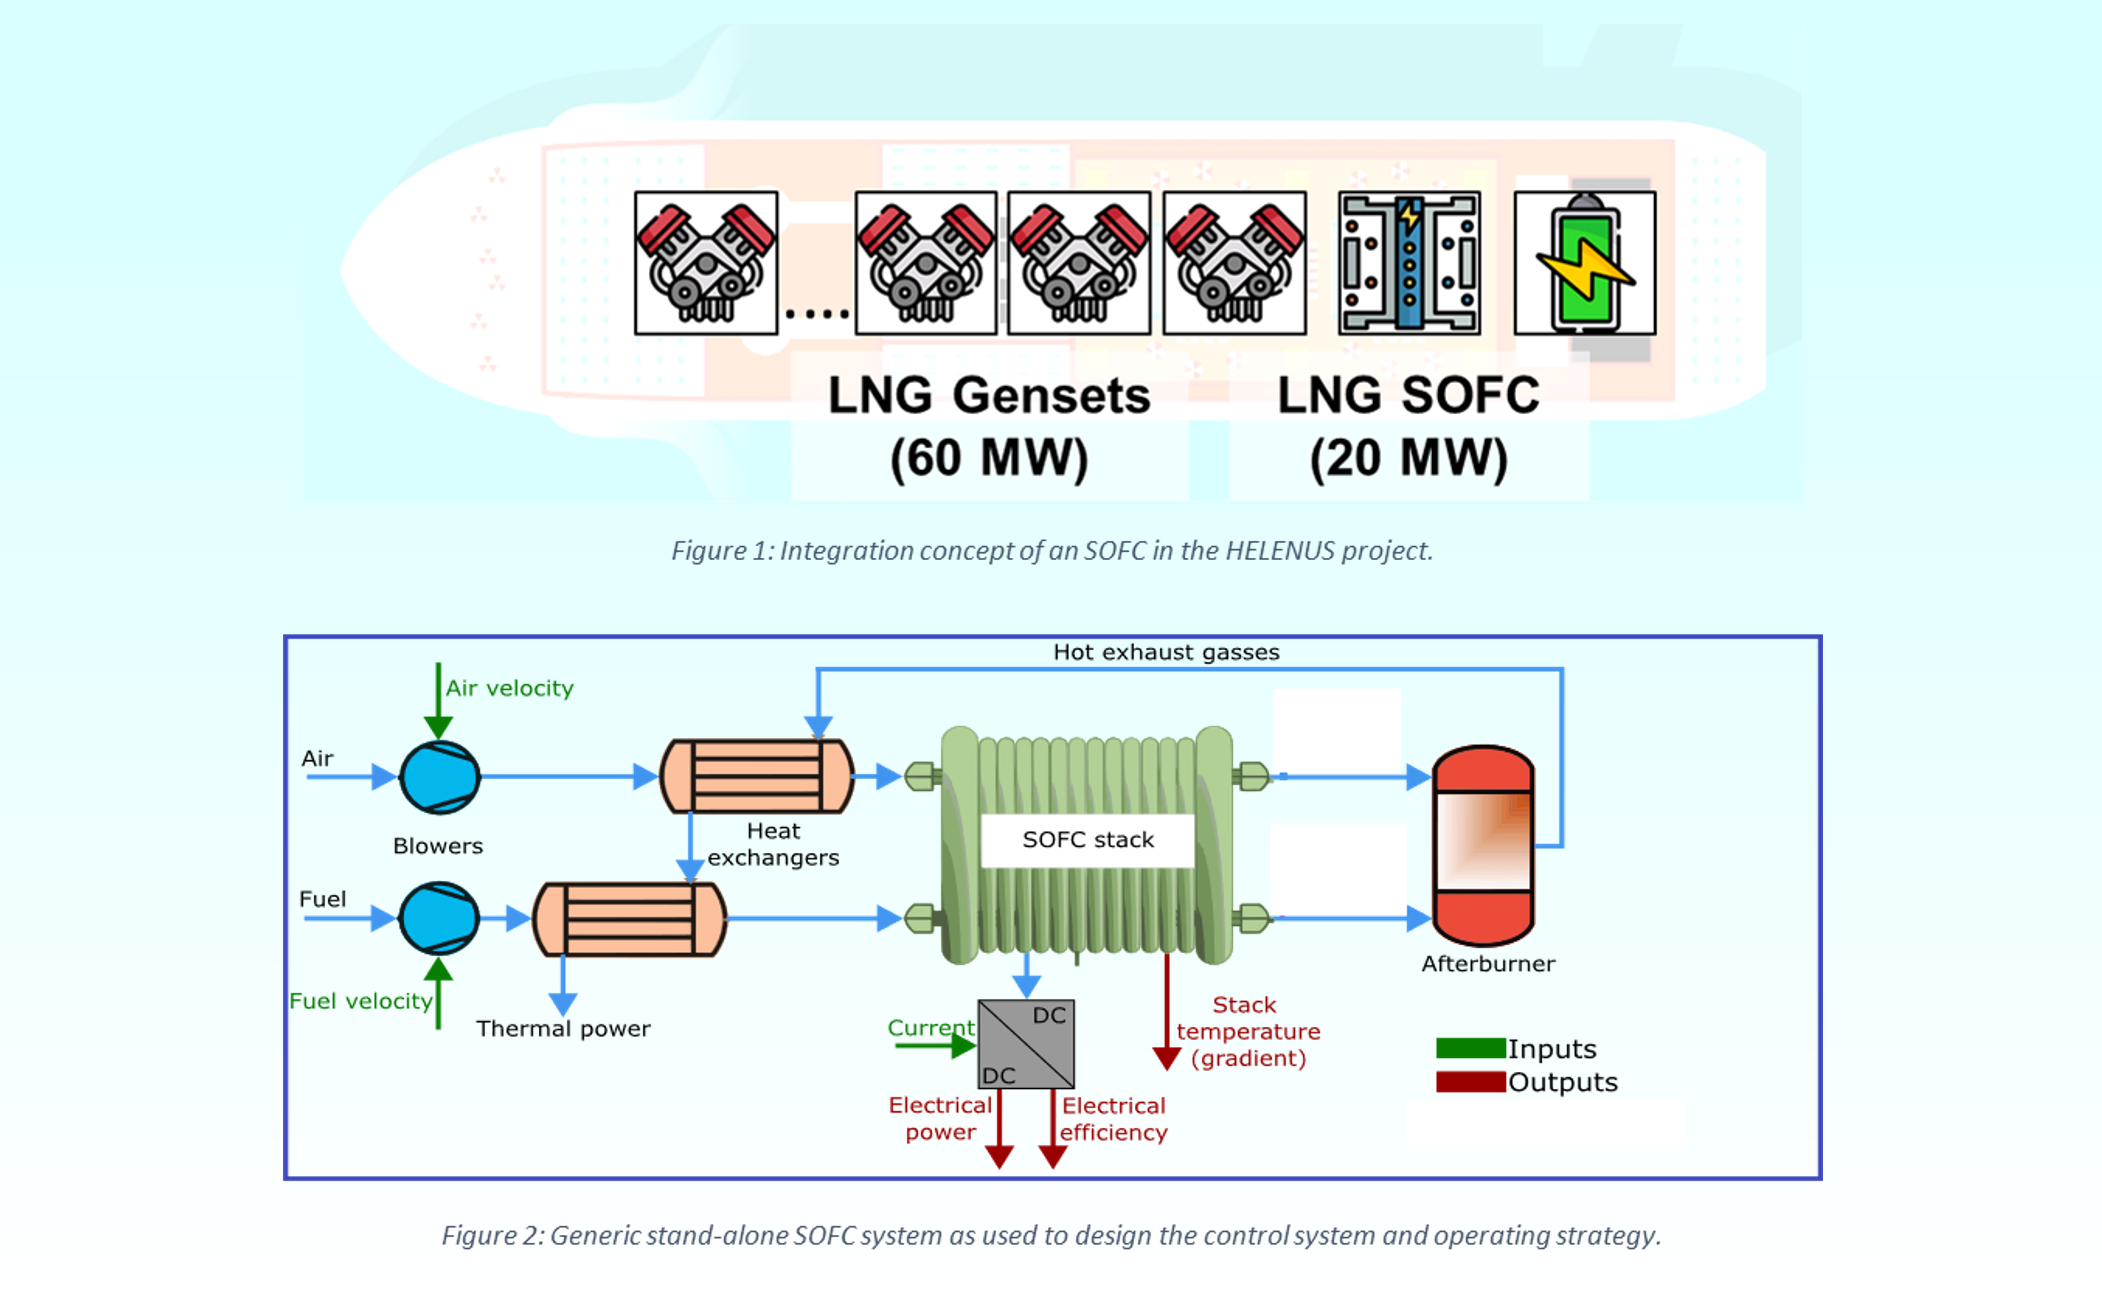 LNG Gensets
(60 MW)
LNG SOFC
(20 MW)
Figure 1: Integration concept of an SOFC in the HELENUS project.
Hot exhaust gasses
Air velocity
Air
Blowers
Heat
exchangers
SOFC stack
Fuel
Fuel velocity
Thermal power
Afterburner
Current
DC
DC
Stack
temperature
(gradient)
Electrical
power
Electrical
efficiency
Inputs
Outputs
Figure 2: Generic stand-alone SOFC system as used to design the control system and operating strategy.